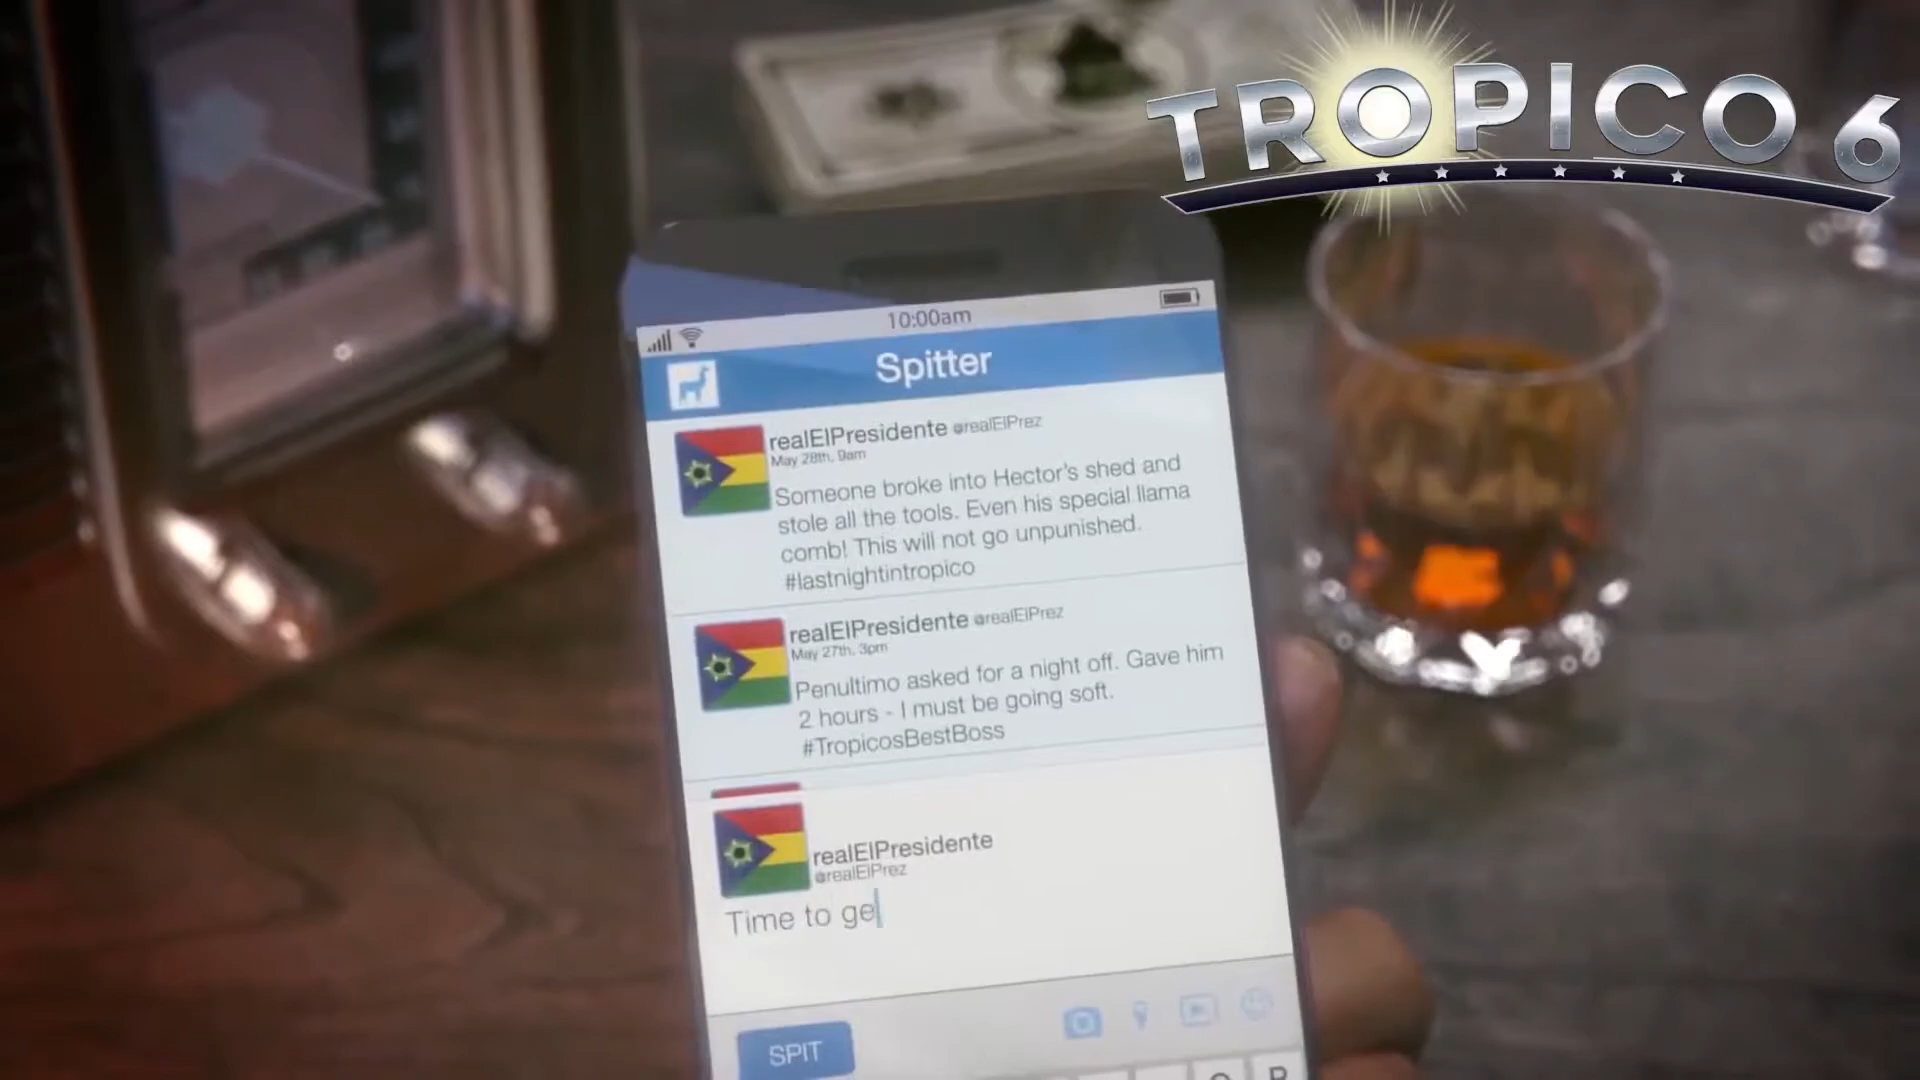 TROPICO 6
10:00am
Spitter
realElPresidente @realElPrez
May 28th, 9am
Someone broke into Hector's shed and
stole all the tools. Even his special llama
comb! This will not go unpunished.
#lastnightintropico
realElPresidente @realElPrez
May 27th, 3pm
Penultimo asked for a night off. Gave him
2 hours - I must be going soft.
#TropicosBestBoss
realElPresidente
@realElPrez
Time to ge
SPIT